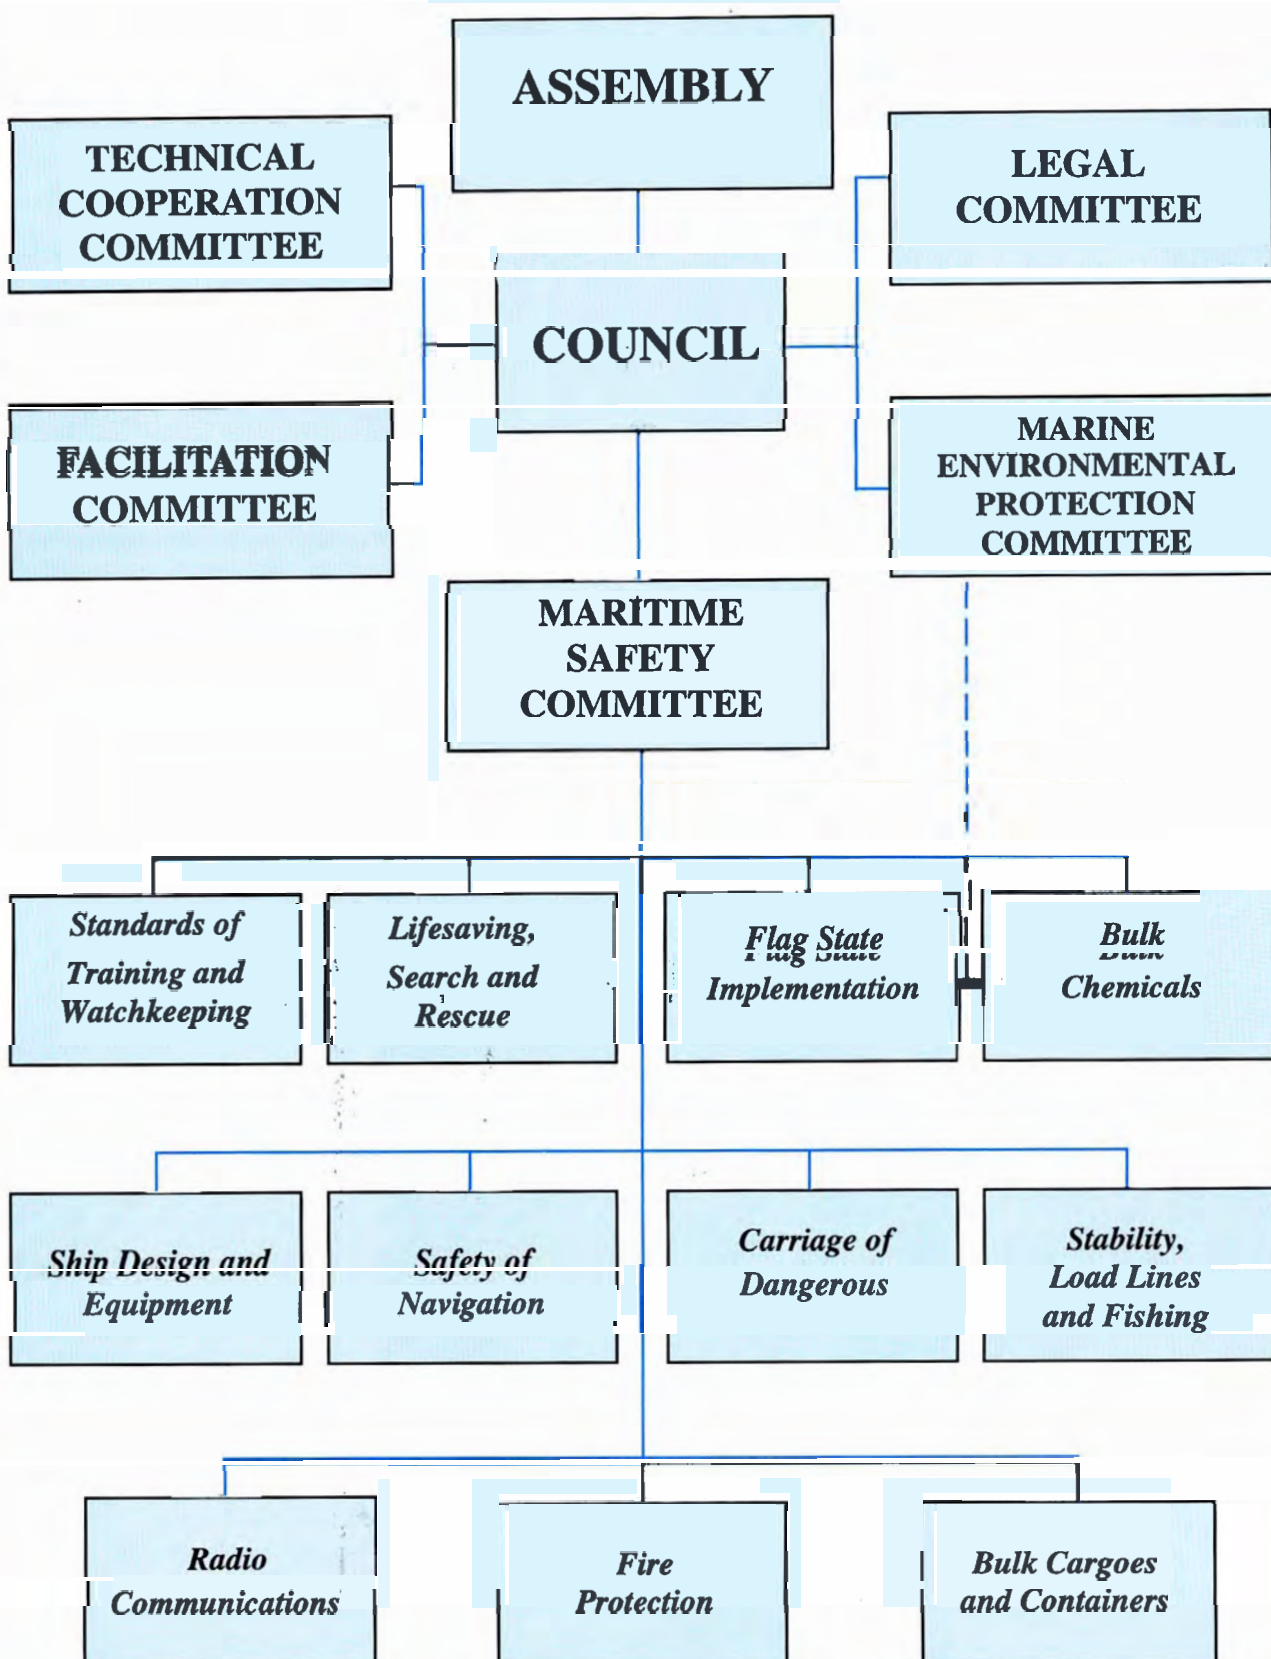 ASSEMBLY
TECHNICAL
COOPERATION
COMMITTEE
LEGAL
COMMITTEE
COUNCIL
FACILITATION
COMMITTEE
MARINE
ENVIRONMENTAL
PROTECTION
COMMITTEE
MARITIME
SAFETY
COMMITTEE
Standards of
Training and
Watchkeeping
Lifesaving,
Search and
Rescue
Flag State
Implementation
Bulk
Chemicals
Ship Design and
Equipment
Safety of
Navigation
Carriage of
Dangerous
Stability,
Load Lines
and Fishing
Radio
Communications
Fire
Protection
Bulk Cargoes
and Containers